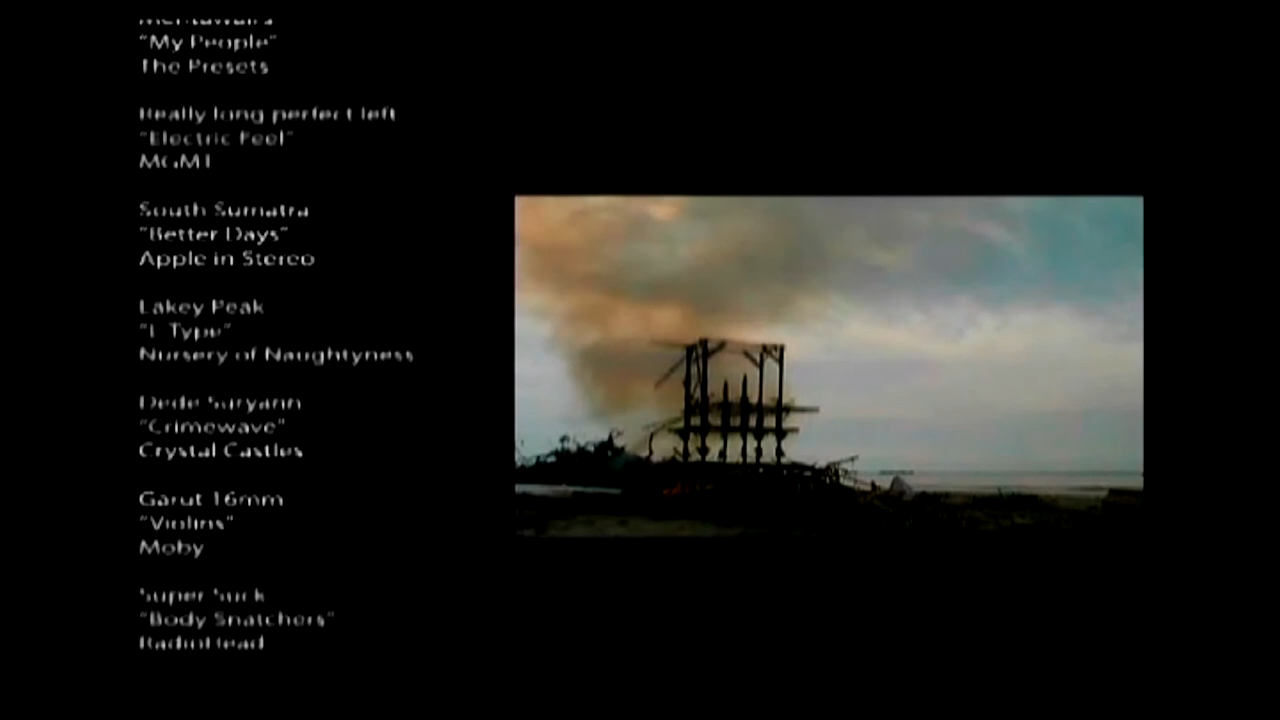 "My People"
The Presets
Really long perfect left
"Electric Feel"
MGMT
South Sumatra
"Better Days"
Apple in Stereo
Lakey Peak
Type"
Nursery of Naughtyness
Dede Suryann
"Crimewave"
Crystal Castles
Garut 16mm
"Violins"
Moby
Super Suck
"Body Snatchers"
RadioHead